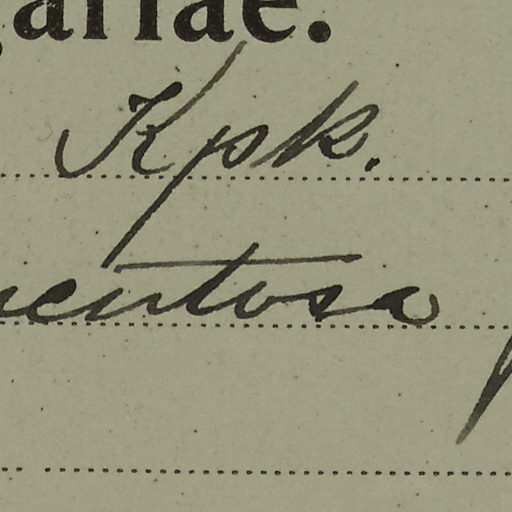 gariae.
Kpk.
mentosa